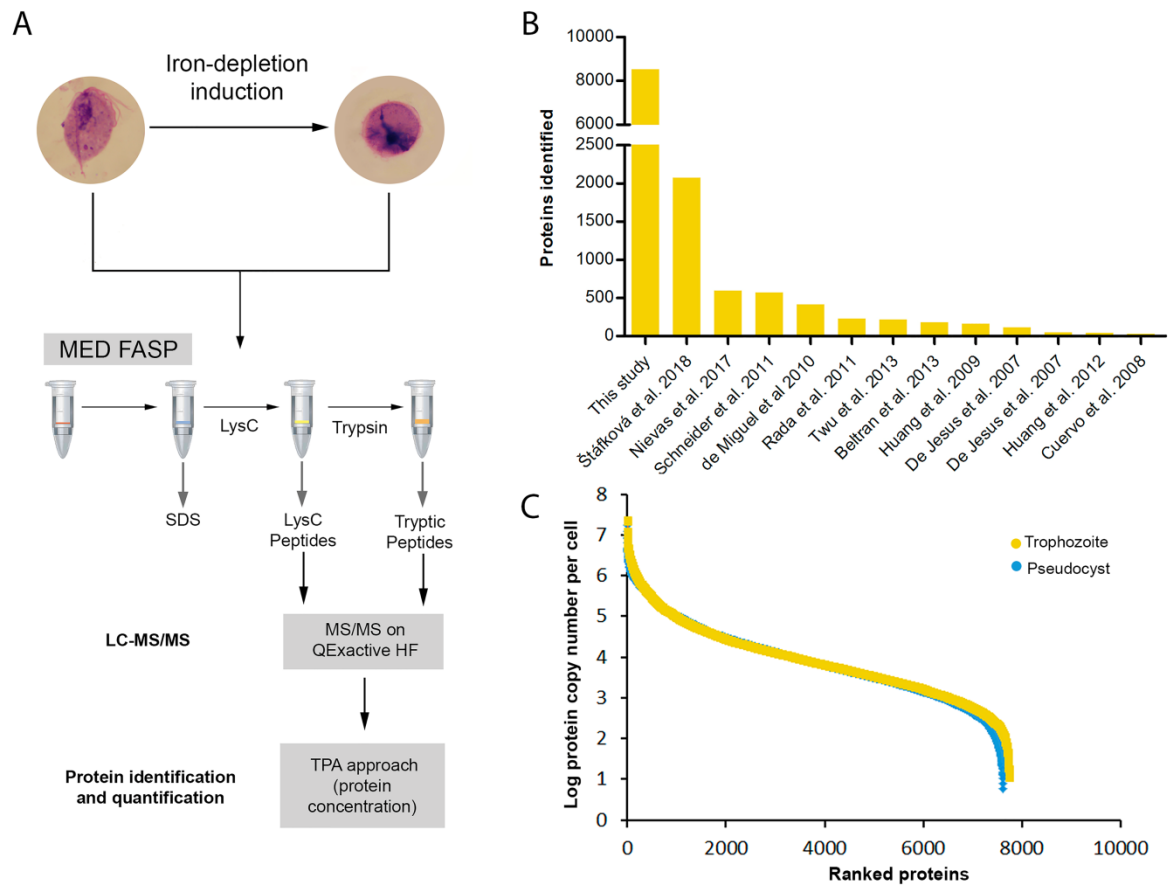 A
Iron-depletion
induction
MED FASP
LysC
Trypsin
SDS
LysC
Peptides
Tryptic
Peptides
LC-MS/MS
MS/MS on
QExactive HF
Protein identification
and quantification
TPA approach
(protein
concentration)
B
Proteins identified
10000
8000
6000
2500
2000
1500
1000
500
0
This study
Štáfková et al. 2018
Nievas et al. 2017
Schneider et al. 2011
de Miguel et al. 2010
Rada et al. 2011
Twu et al. 2013
Beltran et al. 2013
Huang et al. 2009
De Jesus et al. 2007
De Jesus et al. 2007
Huang et al. 2012
Cuervo et al. 2008
C
Log protein copy number per cell
8
7
6
5
4
3
2
1
0
Trophozoite
Pseudocyst
0
2000
4000
6000
8000
10000
Ranked proteins